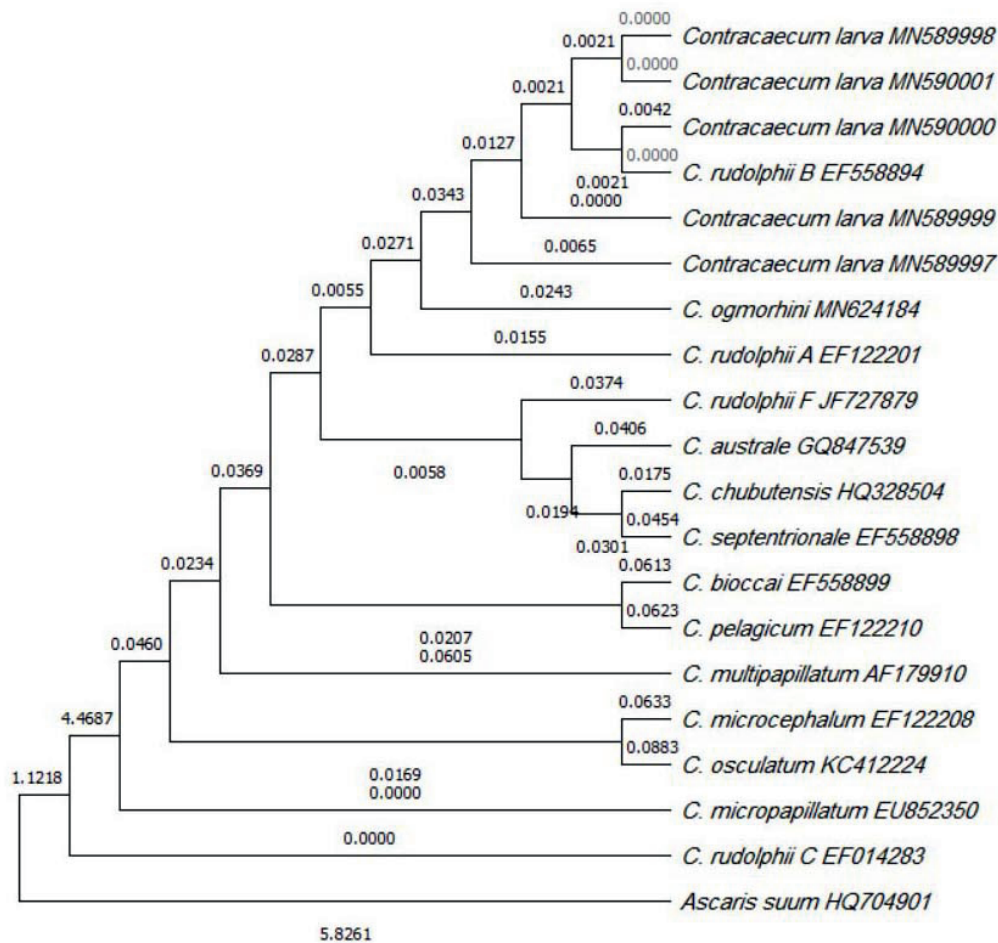 0.0000
Contracaecum larva MN589998
0.0021
0.0000
Contracaecum larva MN590001
0.0021
0.0042
Contracaecum larva MN590000
0.0127
0.0000
C. rudolphii B EF558894
0.0021
0.0000
0.0343
Contracaecum larva MN589999
0.0271
0.0065
Contracaecum larva MN589997
0.0055
0.0243
C. ogmorhini MN624184
0.0155
0.0287
C. rudolphii A EF122201
0.0374
C. rudolphii F JF727879
0.0406
C. australe GQ847539
0.0369
0.0058
0.0175
C. chubutensis HQ328504
0.0194
0.0454
C. septentrionale EF558898
0.0301
0.0234
0.0613
C. bioccai EF558899
0.0623
C. pelagicum EF122210
0.0460
0.0207
0.0605
C. multipapillatum AF179910
0.0633
4.4687
C. microcephalum EF122208
0.0883
C. osculatum KC412224
1.1218
0.0169
0.0000
C. micropapillatum EU852350
0.0000
C. rudolphii C EF014283
Ascaris suum HQ704901
5.8261